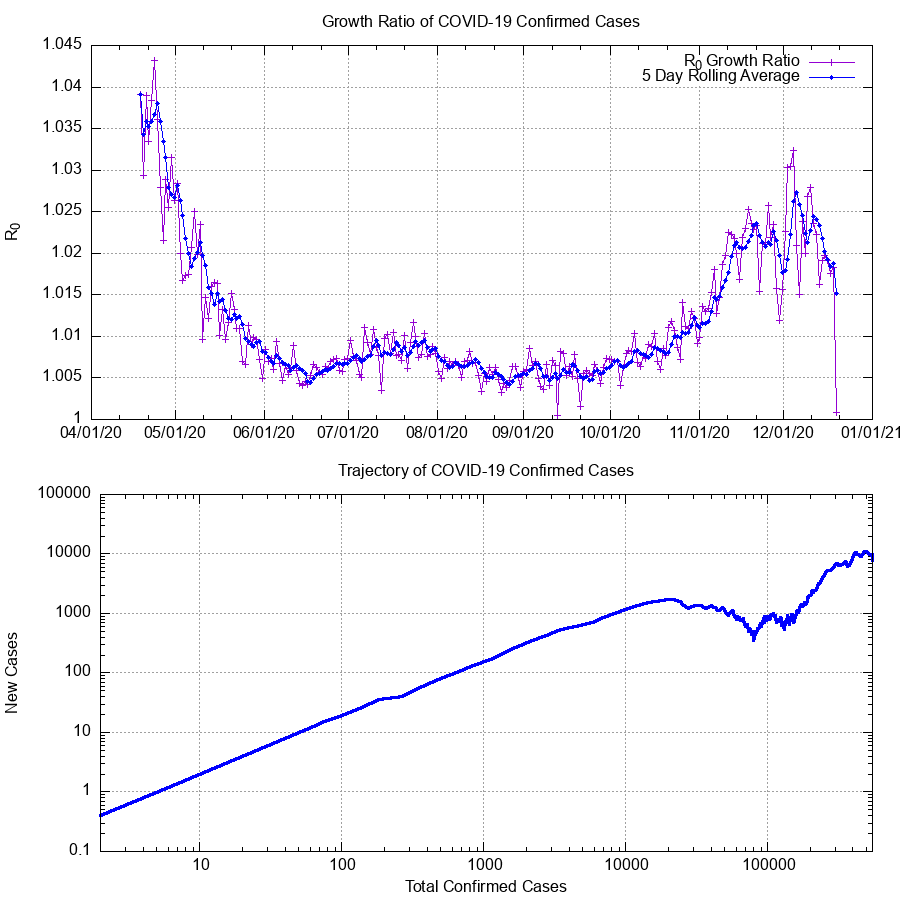 Growth Ratio of COVID-19 Confirmed Cases
1.045
1.04
1.035
1.03
1.025
1.02
1.015
1.01
1.005
1
R0
R0 Growth Ratio
5 Day Rolling Average
04/01/20 05/01/20 06/01/20 07/01/20 08/01/20 09/01/20 10/01/20 11/01/20 12/01/20 01/01/21
Trajectory of COVID-19 Confirmed Cases
100000
10000
1000
100
10
1
0.1
New Cases
10 100 1000 10000 100000
Total Confirmed Cases